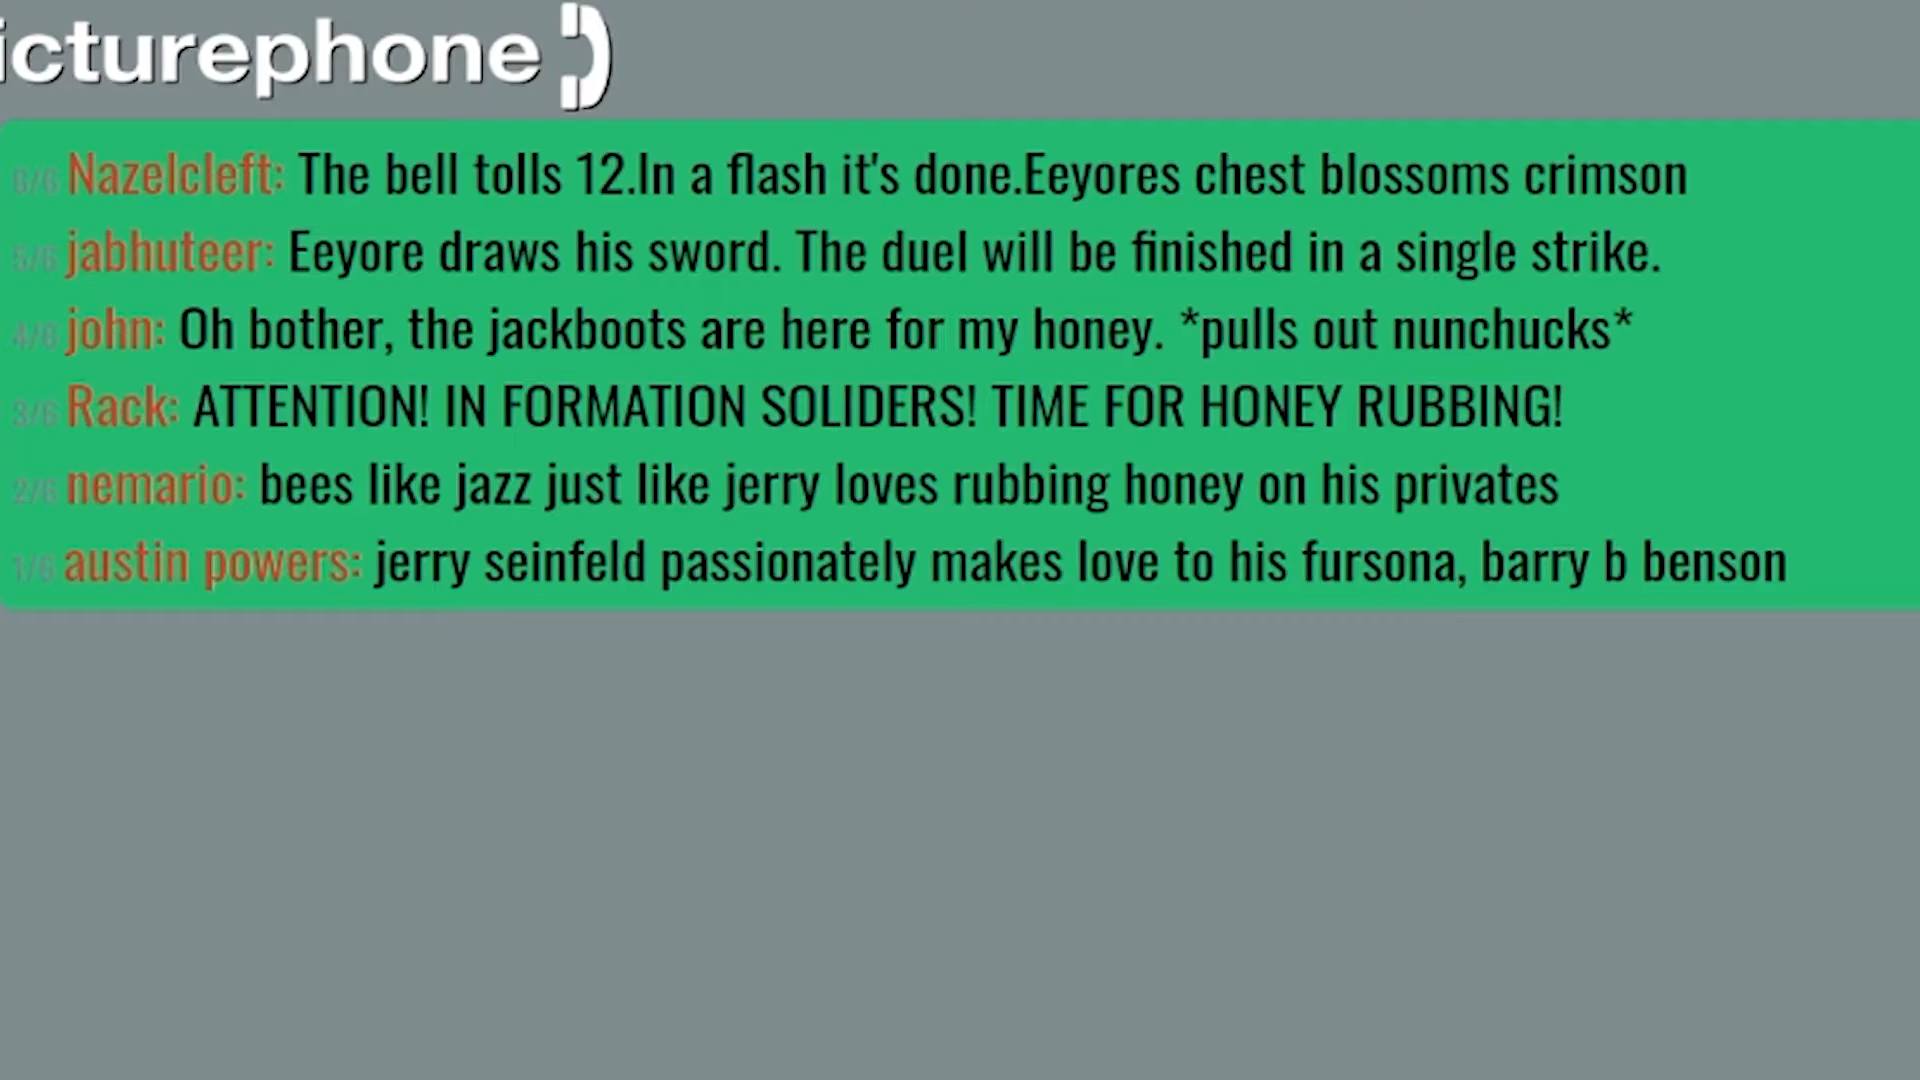 icturephone
6/6 Nazelcleft: The bell tolls 12.In a flash it's done.Eeyores chest blossoms crimson
5/6 jabhuteer: Eeyore draws his sword. The duel will be finished in a single strike.
4/6 john: Oh bother, the jackboots are here for my honey. *pulls out nunchucks*
3/6 Rack: ATTENTION! IN FORMATION SOLIDERS! TIME FOR HONEY RUBBING!
2/6 nemario: bees like jazz just like jerry loves rubbing honey on his privates
1/6 austin powers: jerry seinfeld passionately makes love to his fursona, barry b benson